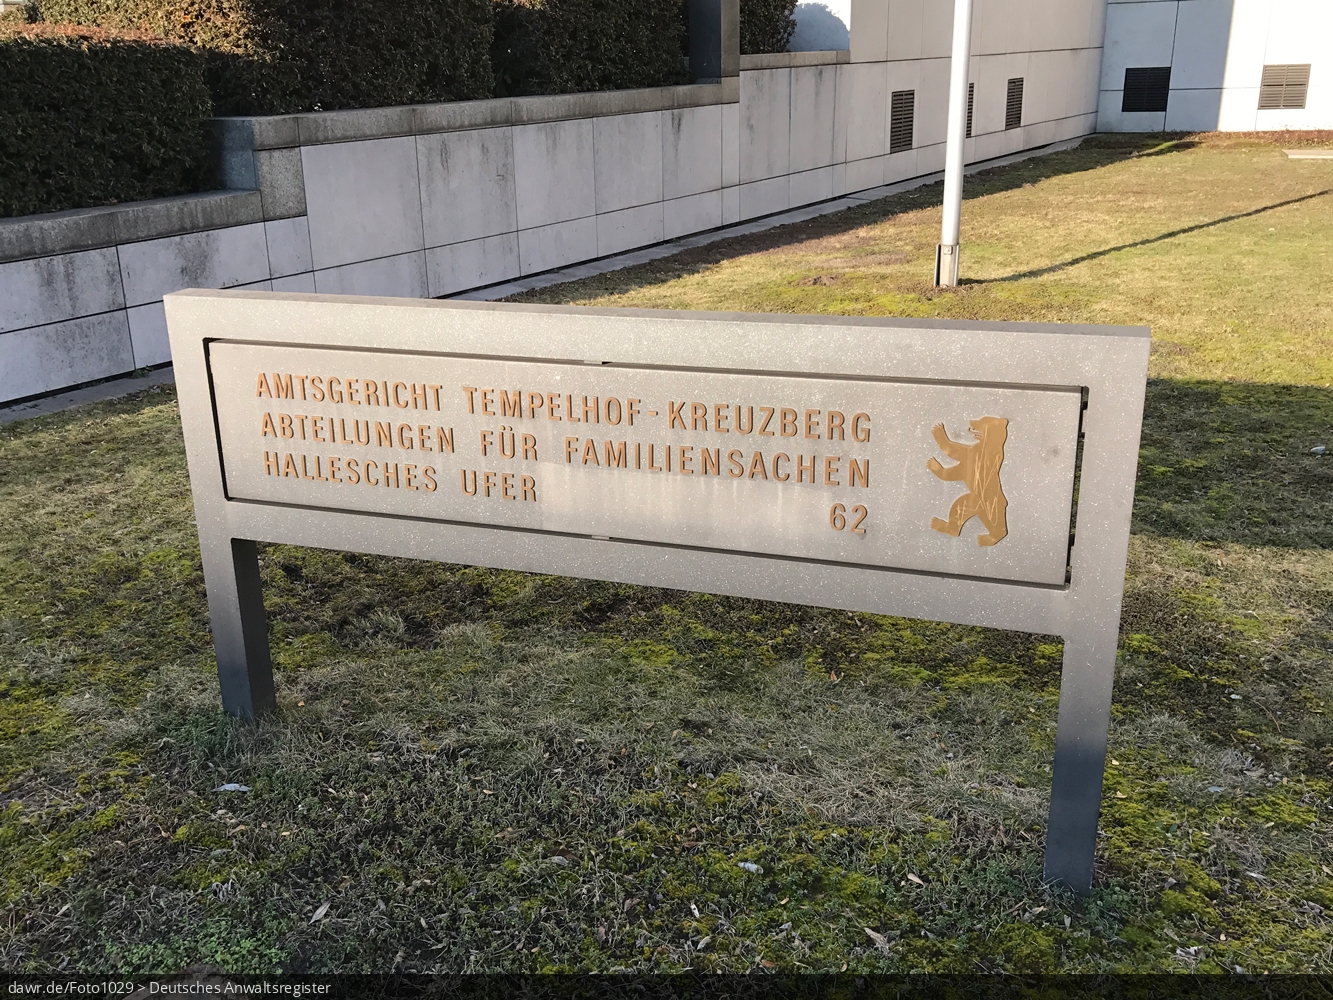 AMTSGERICHT TEMPELHOF-KREUZBERG
ABTEILUNGEN FÜR FAMILIENSACHEN
HALLESCHES UFER 62
dawr.de/Foto1029 > Deutsches Anwaltsregister